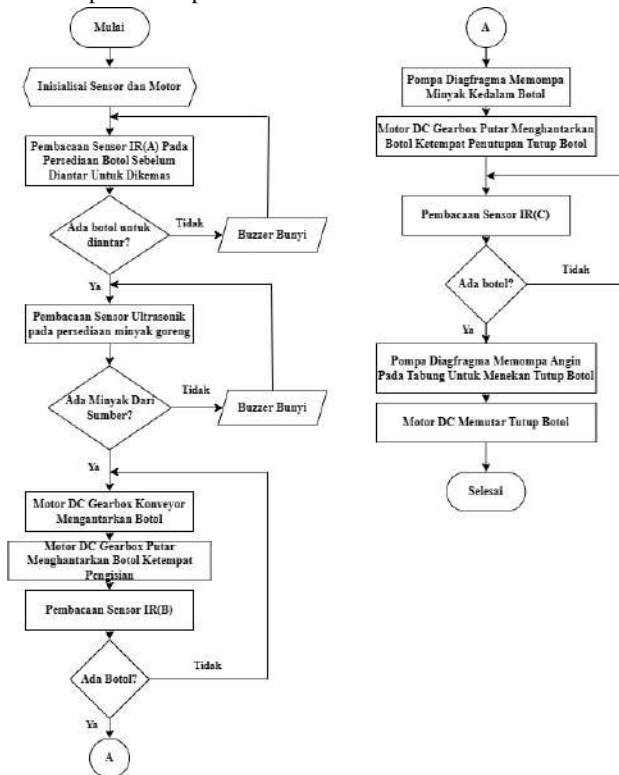 Mulai
Inisialisai Sensor dan Motor
Pembacaan Sensor IR(A) Pada
Persediaan Botol Sebelum
Diantar Untuk Dikemas
Ada botol untuk
diantar?
Tidak
Buzzer Bunyi
Ya
Pembacaan Sensor Ultrasonik
pada persediaan minyak goreng
Ada Minyak Dari
Sumber?
Tidak
Buzzer Bunyi
Ya
Motor DC Gearbox Konveyor
Mengantarkan Botol
Motor DC Gearbox Putar
Menghantarkan Botol Ketempat
Pengisian
Pembacaan Sensor IR(B)
Ada Botol?
Tidak
Ya
A
A
Pompa Diagfragma Memompa
Minyak Kedalam Botol
Motor DC Gearbox Putar Menghantarkan
Botol Ketempat Penutupan Tutup Botol
Pembacaan Sensor IR(C)
Ada botol?
Tidak
Ya
Pompa Diagfragma Memompa Angin
Pada Tabung Untuk Menekan Tutup Botol
Motor DC Memutar Tutup Botol
Selesai